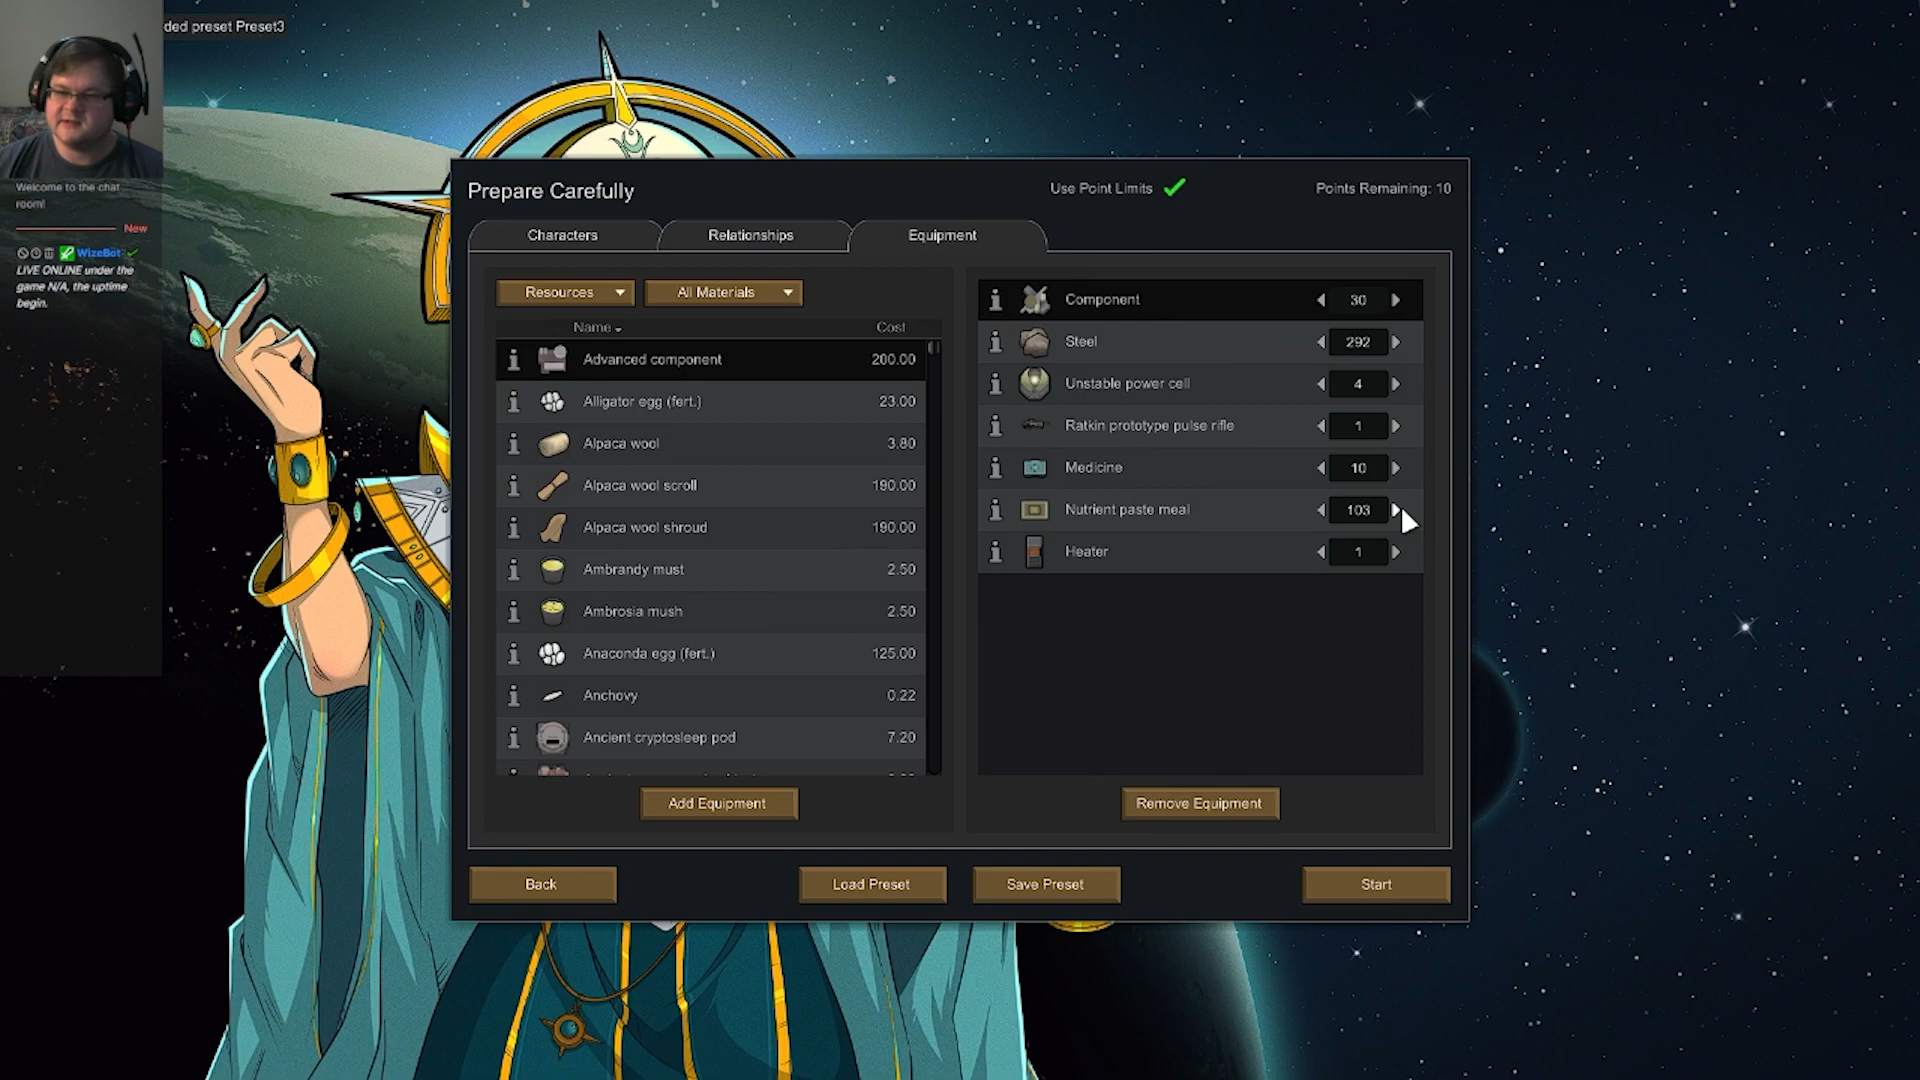 ded preset Preset3
Welcome to the chat
room!
New
WizeBot
LIVE ONLINE under the
game N/A, the uptime
begin.
Prepare Carefully
Use Point Limits
Points Remaining: 10
Characters
Relationships
Equipment
Resources
All Materials
Name
Cost
Advanced component 200.00
Alligator egg (fert.) 23.00
Alpaca wool 3.80
Alpaca wool scroll 190.00
Alpaca wool shroud 190.00
Ambrandy must 2.50
Ambrosia mush 2.50
Anaconda egg (fert.) 125.00
Anchovy 0.22
Ancient cryptosleep pod 7.20
Component 30
Steel 292
Unstable power cell 4
Ratkin prototype pulse rifle 1
Medicine 10
Nutrient paste meal 103
Heater 1
Add Equipment
Remove Equipment
Back
Load Preset
Save Preset
Start